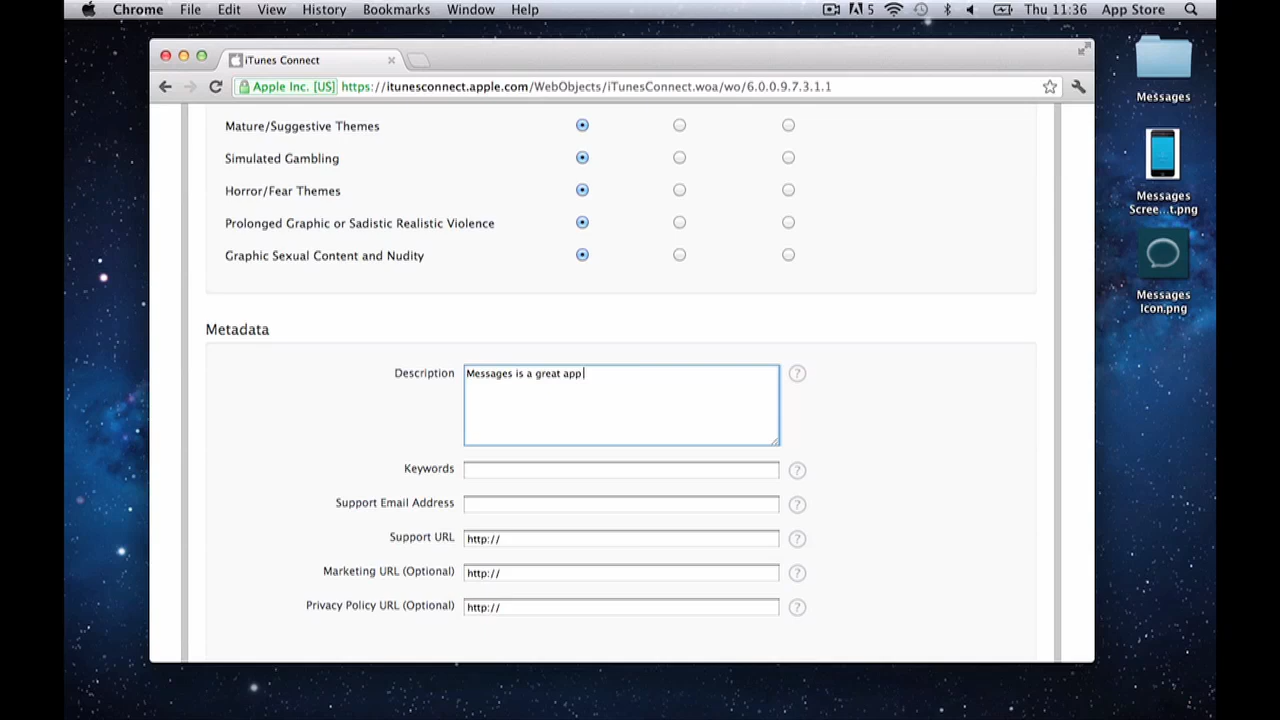 Chrome File Edit View History Bookmarks Window Help 5 Thu 11:36 App Store
iTunes Connect
Apple Inc. [US] https://itunesconnect.apple.com/WebObjects/iTunesConnect.woa/wo/6.0.0.9.7.3.1.1
Messages
Messages
Scree...t.png
Messages
Icon.png
Mature/Suggestive Themes
Simulated Gambling
Horror/Fear Themes
Prolonged Graphic or Sadistic Realistic Violence
Graphic Sexual Content and Nudity
Metadata
Description Messages is a great app ?
Keywords ?
Support Email Address ?
Support URL http:// ?
Marketing URL (Optional) http:// ?
Privacy Policy URL (Optional) http:// ?